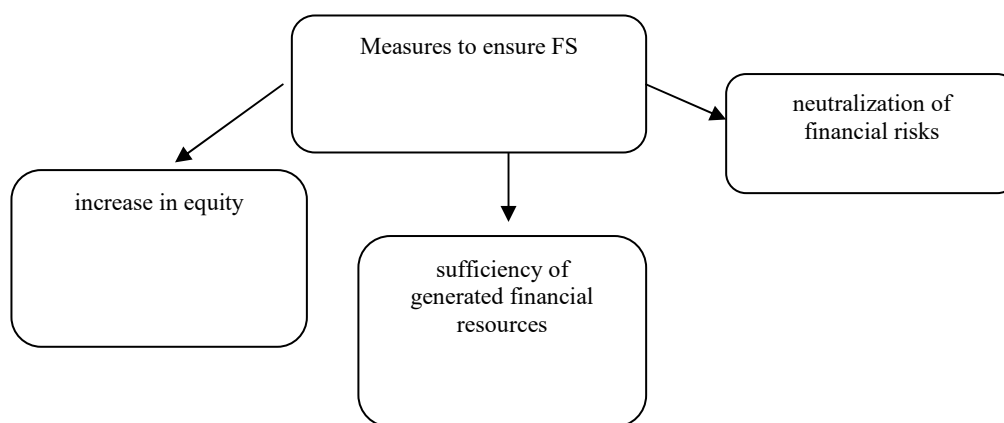 Measures to ensure FS
neutralization of
financial risks
increase in equity
sufficiency of
generated financial
resources